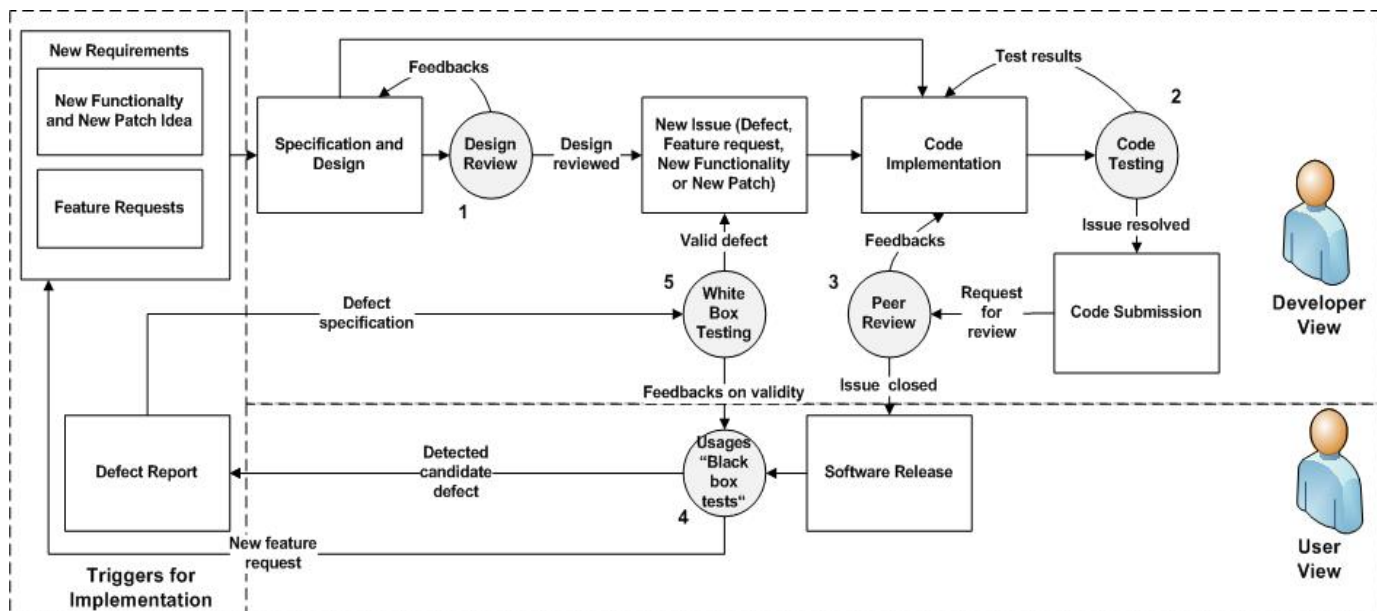 New Requirements
New Functionalty
and New Patch Idea
Feature Requests
Feedbacks
Specification and
Design
Design
Review
1
Design
reviewed
New Issue (Defect,
Feature request,
New Functionality
or New Patch)
Code
Implementation
Test results
2
Code
Testing
Issue resolved
Valid defect
Feedbacks
Defect
specification
5
White
Box
Testing
3
Peer
Review
Request
for
review
Code Submission
Developer
View
Feedbacks on validity
Issue closed
Defect Report
Detected
candidate
defect
Usages
“Black
box
tests“
4
Software Release
New feature
request
User
View
Triggers for
Implementation